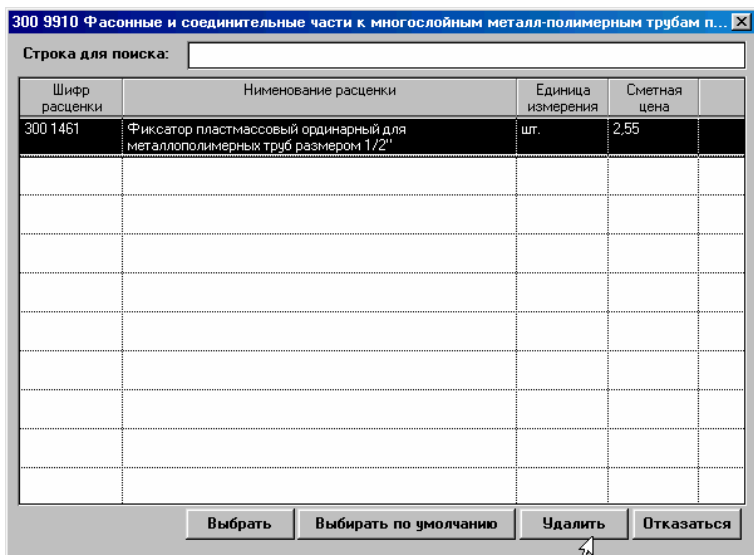 300 9910 Фасонные и соединительные части к многослойным металл-полимерным трубам п...
Строка для поиска:
Шифр расценки Наименование расценки Единица измерения Сметная цена
300 1461 Фиксатор пластмассовый ординарный для металлополимерных труб размером 1/2" шт. 2,55
Выбрать Выбирать по умолчанию Удалить Отказаться